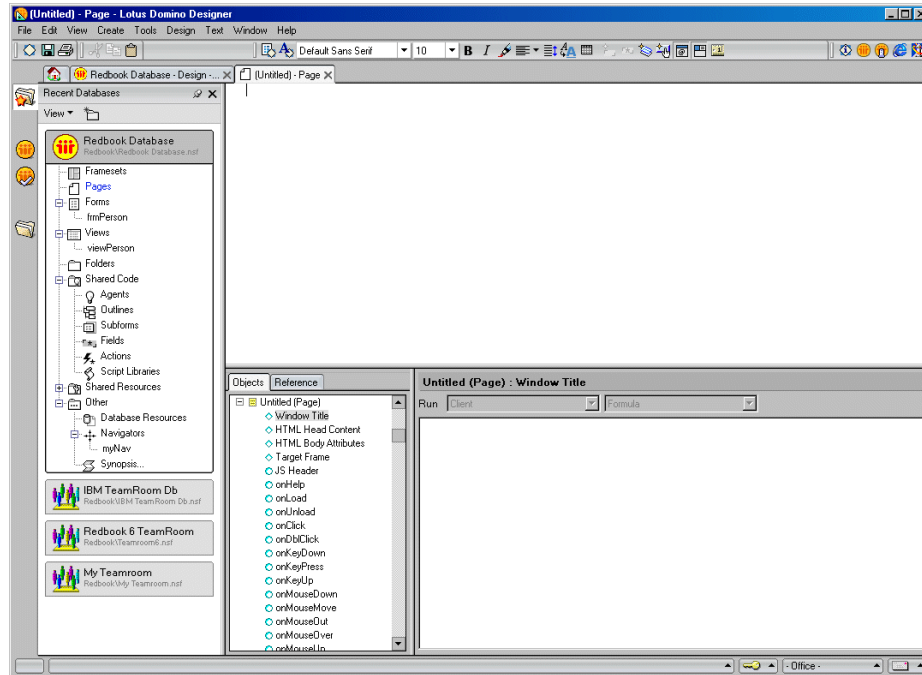 (Untitled) - Page - Lotus Domino Designer
File Edit View Create Tools Design Text Window Help
Default Sans Serif 10 B I
Redbook Database - Design -... (Untitled) - Page
Recent Databases
View
Redbook Database
Redbook\Redbook Database.nsf
Framesets
Pages
Forms
frmPerson
Views
viewPerson
Folders
Shared Code
Agents
Outlines
Subforms
Fields
Actions
Script Libraries
Shared Resources
Other
Database Resources
Navigators
myNav
Synopsis...
IBM TeamRoom Db
Redbook\IBM TeamRoom Db.nsf
Redbook 6 TeamRoom
Redbook\Teamroom6.nsf
My Teamroom
Redbook\My Teamroom.nsf
Objects Reference
Untitled (Page)
Window Title
HTML Head Content
HTML Body Attributes
Target Frame
JS Header
onHelp
onLoad
onUnload
onClick
onDblClick
onKeyDown
onKeyPress
onKeyUp
onMouseDown
onMouseMove
onMouseOut
onMouseOver
onMouseUp
Untitled (Page) : Window Title
Run Client Formula
- Office -